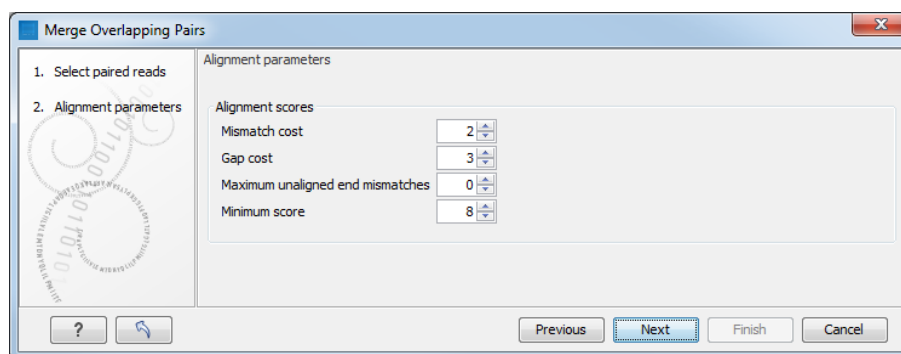 Merge Overlapping Pairs
1. Select paired reads
2. Alignment parameters
Alignment parameters
Alignment scores
Mismatch cost 2
Gap cost 3
Maximum unaligned end mismatches 0
Minimum score 8
? Previous Next Finish Cancel